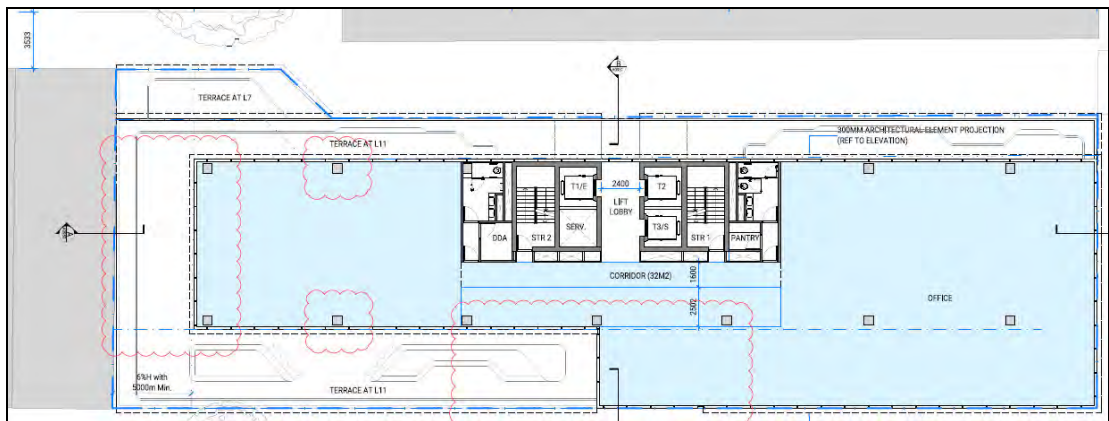 3533
TERRACE AT L7
B
TERRACE AT L11
300MM ARCHITECTURAL ELEMENT PROJECTION
(REF TO ELEVATION)
T1/E
2400
T2
LIFT
LOBBY
DDA
STR 2
SERV.
T3/S
STR 1
PANTRY
A
CORRIDOR (32M2)
1600
OFFICE
2502
6%H with
5000m Min.
TERRACE AT L11